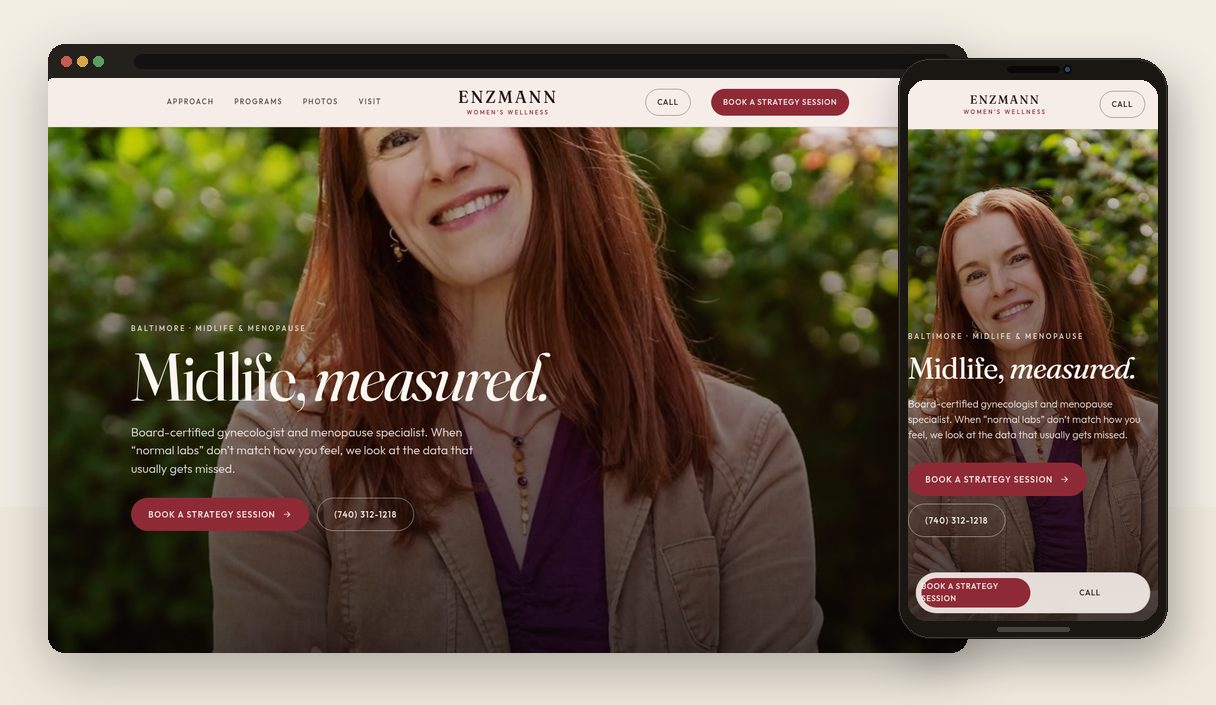 APPROACH PROGRAMS PHOTOS VISIT
ENZMANN
WOMEN'S WELLNESS
CALL
BOOK A STRATEGY SESSION
BALTIMORE · MIDLIFE & MENOPAUSE
Midlife, measured.
Board-certified gynecologist and menopause specialist. When
“normal labs” don’t match how you feel, we look at the data that
usually gets missed.
BOOK A STRATEGY SESSION →
(740) 312-1218
ENZMANN
WOMEN'S WELLNESS
CALL
BALTIMORE · MIDLIFE & MENOPAUSE
Midlife, measured.
Board-certified gynecologist and menopause
specialist. When “normal labs” don’t match how you
feel, we look at the data that usually gets missed.
BOOK A STRATEGY SESSION →
(740) 312-1218
BOOK A STRATEGY
SESSION
CALL